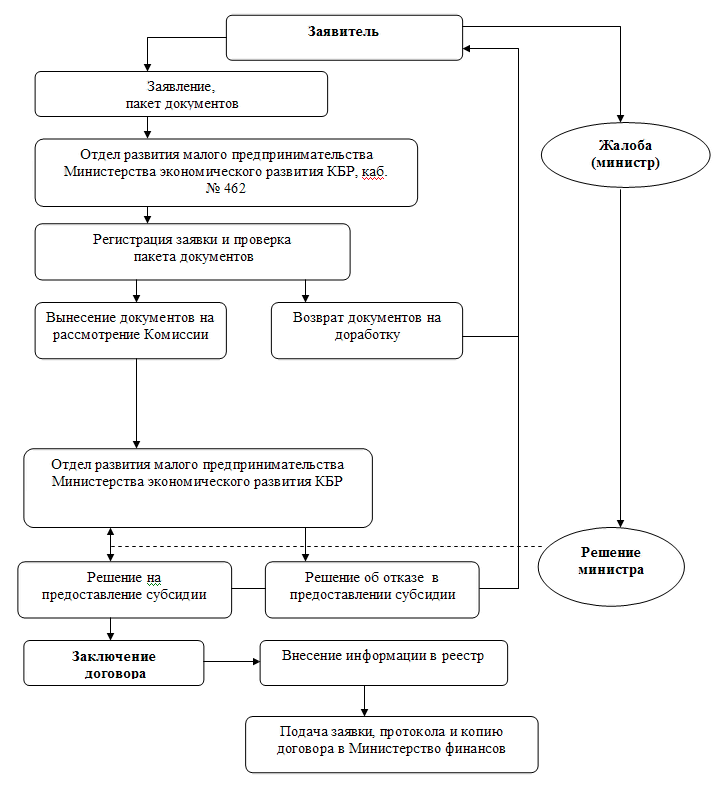 Заявитель
Заявление,
пакет документов
Жалоба
(министр)
Отдел развития малого предпринимательства
Министерства экономического развития КБР, каб.
№ 462
Регистрация заявки и проверка
пакета документов
Вынесение документов на
рассмотрение Комиссии
Возврат документов на
доработку
Отдел развития малого предпринимательства
Министерства экономического развития КБР
Решение
министра
Решение на
предоставление субсидии
Решение об отказе в
предоставлении субсидии
Заключение
договора
Внесение информации в реестр
Подача заявки, протокола и копию
договора в Министерство финансов